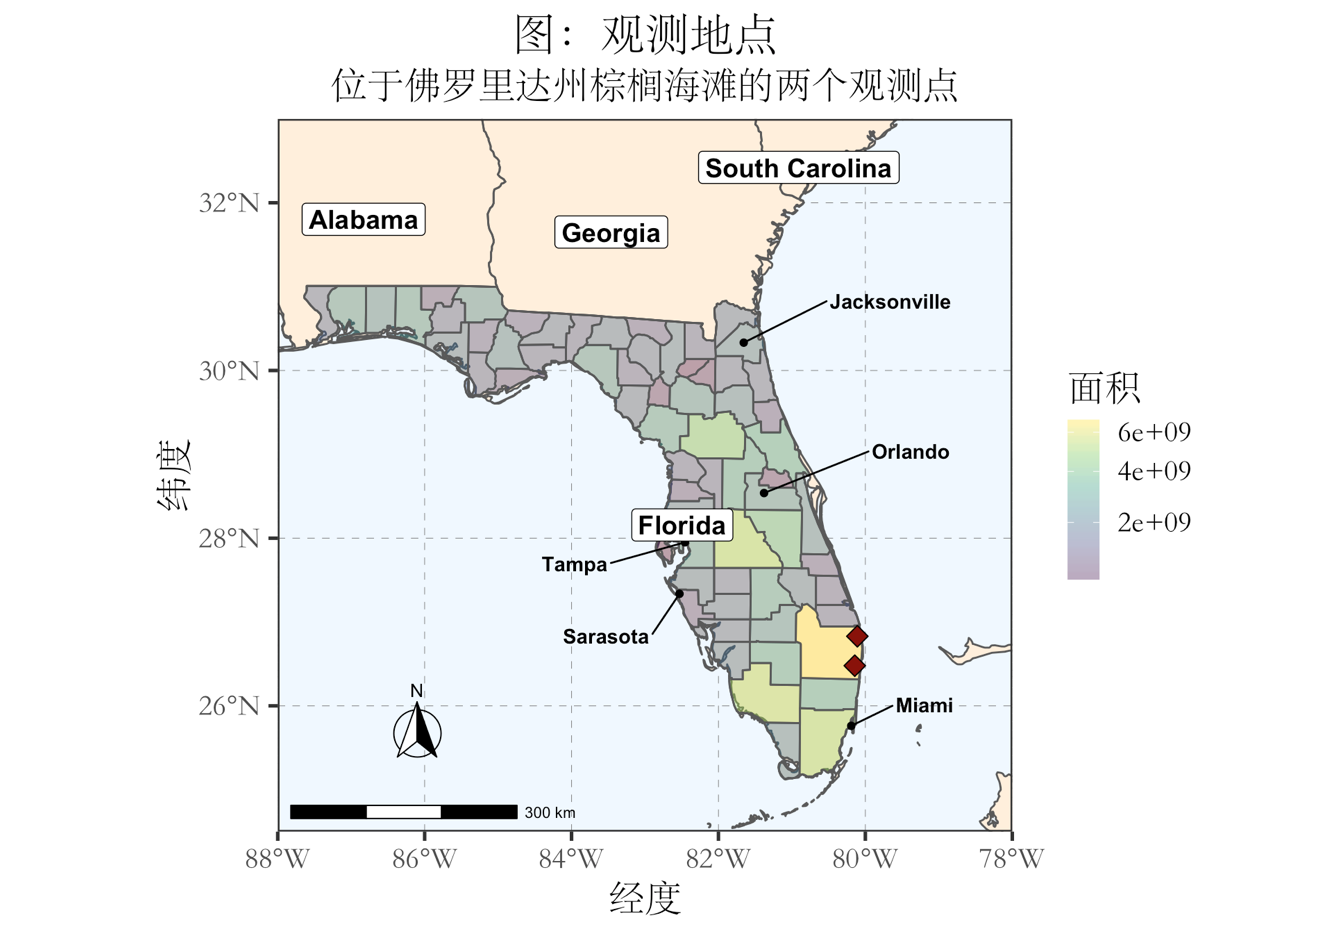 图：观测地点
位于佛罗里达州棕榈海滩的两个观测点
South Carolina
32°N
Alabama
Georgia
Jacksonville
30°N
面积
6e+09
4e+09
2e+09
Orlando
纬度
Florida
28°N
Tampa
Sarasota
26°N
N
Miami
300 km
88°W
86°W
84°W
82°W
80°W
78°W
经度